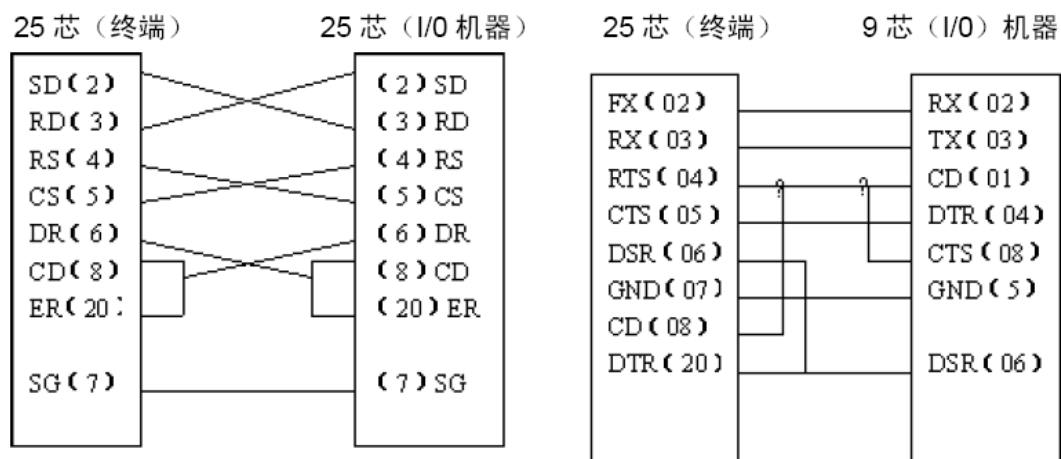 25 芯（终端）
25 芯（I/0 机器）
SD(2)
RD(3)
RS(4)
CS(5)
DR(6)
CD(8)
ER(20:
SG(7)
(2)SD
(3)RD
(4)RS
(5)CS
(6)DR
(8)CD
(20)ER
(7)SG
25 芯（终端）
9 芯（I/0）机器
FX(02)
RX(03)
RTS(04)
CTS(05)
DSR(06)
GND(07)
CD(08)
DTR(20)
?
?
RX(02)
TX(03)
CD(01)
DTR(04)
CTS(08)
GND(5)
DSR(06)